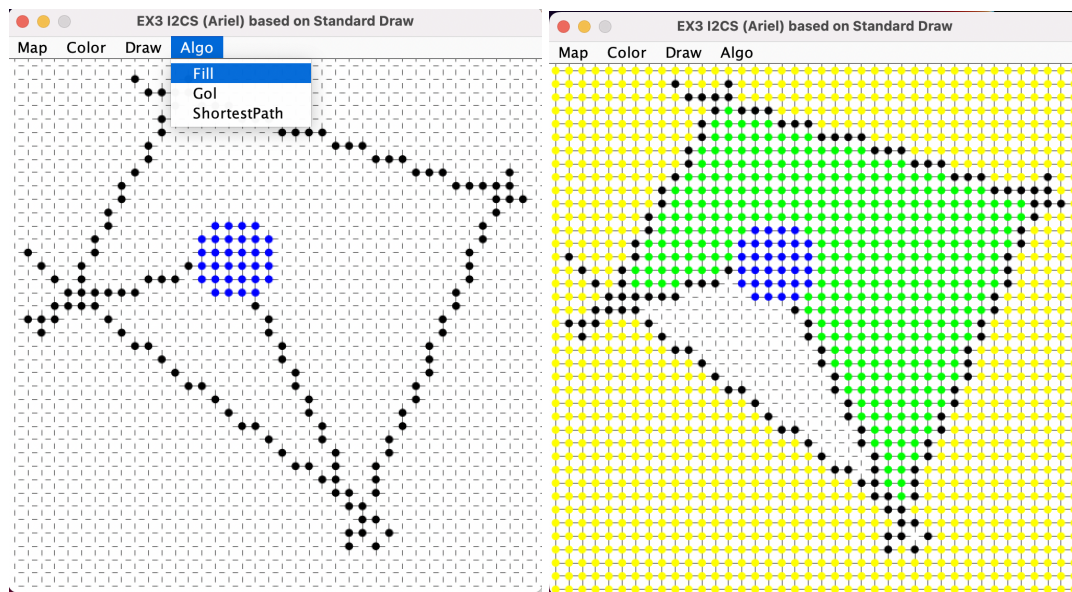 EX3 I2CS (Ariel) based on Standard Draw
Map Color Draw Algo
Fill
Gol
ShortestPath
EX3 I2CS (Ariel) based on Standard Draw
Map Color Draw Algo